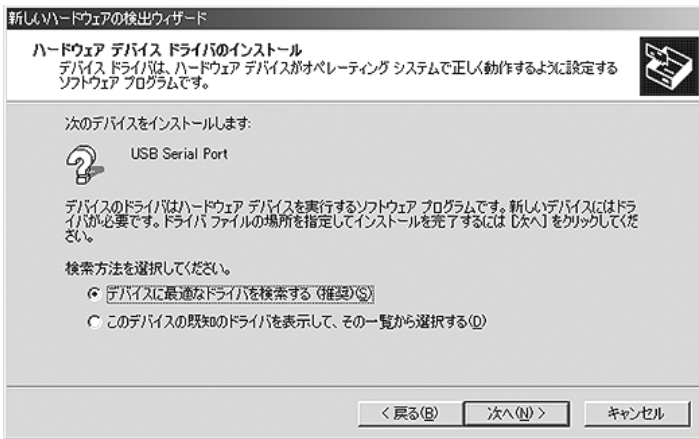 新しいハードウェアの検出ウィザード
ハードウェア デバイス ドライバのインストール
デバイス ドライバは、ハードウェア デバイスがオペレーティング システムで正しく動作するように設定する
ソフトウェア プログラムです。
次のデバイスをインストールします:
USB Serial Port
デバイスのドライバはハードウェア デバイスを実行するソフトウェア プログラムです。新しいデバイスにはドラ
イバが必要です。ドライバ ファイルの場所を指定してインストールを完了するには [次へ] をクリックしてくだ
さい。
検索方法を選択してください。
デバイスに最適なドライバを検索する (推奨)(S)
このデバイスの既知のドライバを表示して、その一覧から選択する(D)
< 戻る(B) 次へ(N) > キャンセル